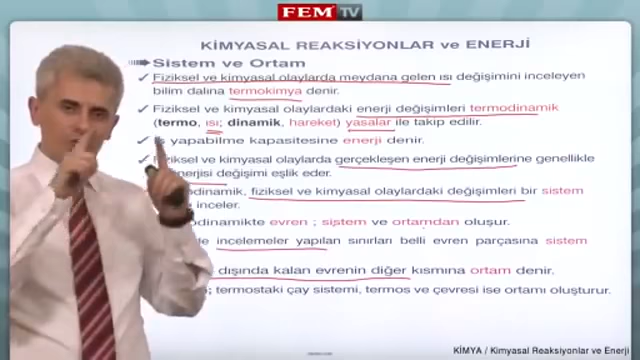 FEM TV
KİMYASAL REAKSİYONLAR ve ENERJİ
Sistem ve Ortam
✓ Fiziksel ve kimyasal olaylarda meydana gelen ısı değişimini inceleyen
bilim dalına termokimya denir.
✓ Fiziksel ve kimyasal olaylardaki enerji değişimleri termodinamik
(termo, ısı; dinamik, hareket) yasalar ile takip edilir.
✓ yapabilme kapasitesine enerji denir.
✓ Fiziksel ve kimyasal olaylarda gerçekleşen enerji değişimlerine genellikle
enerjisi değişimi eşlik eder.
fiziksel ve kimyasal olaylardaki değişimleri bir sistem
inceler.
evren ; sistem ve ortamdan oluşur.
incelemeler yapılan sınırları belli evren parçasına sistem
dışında kalan evrenin diğer kısmına ortam denir.
termostaki çay sistemi, termos ve çevresi ise ortamı oluşturur.
KİMYA / Kimyasal Reaksiyonlar ve Enerji